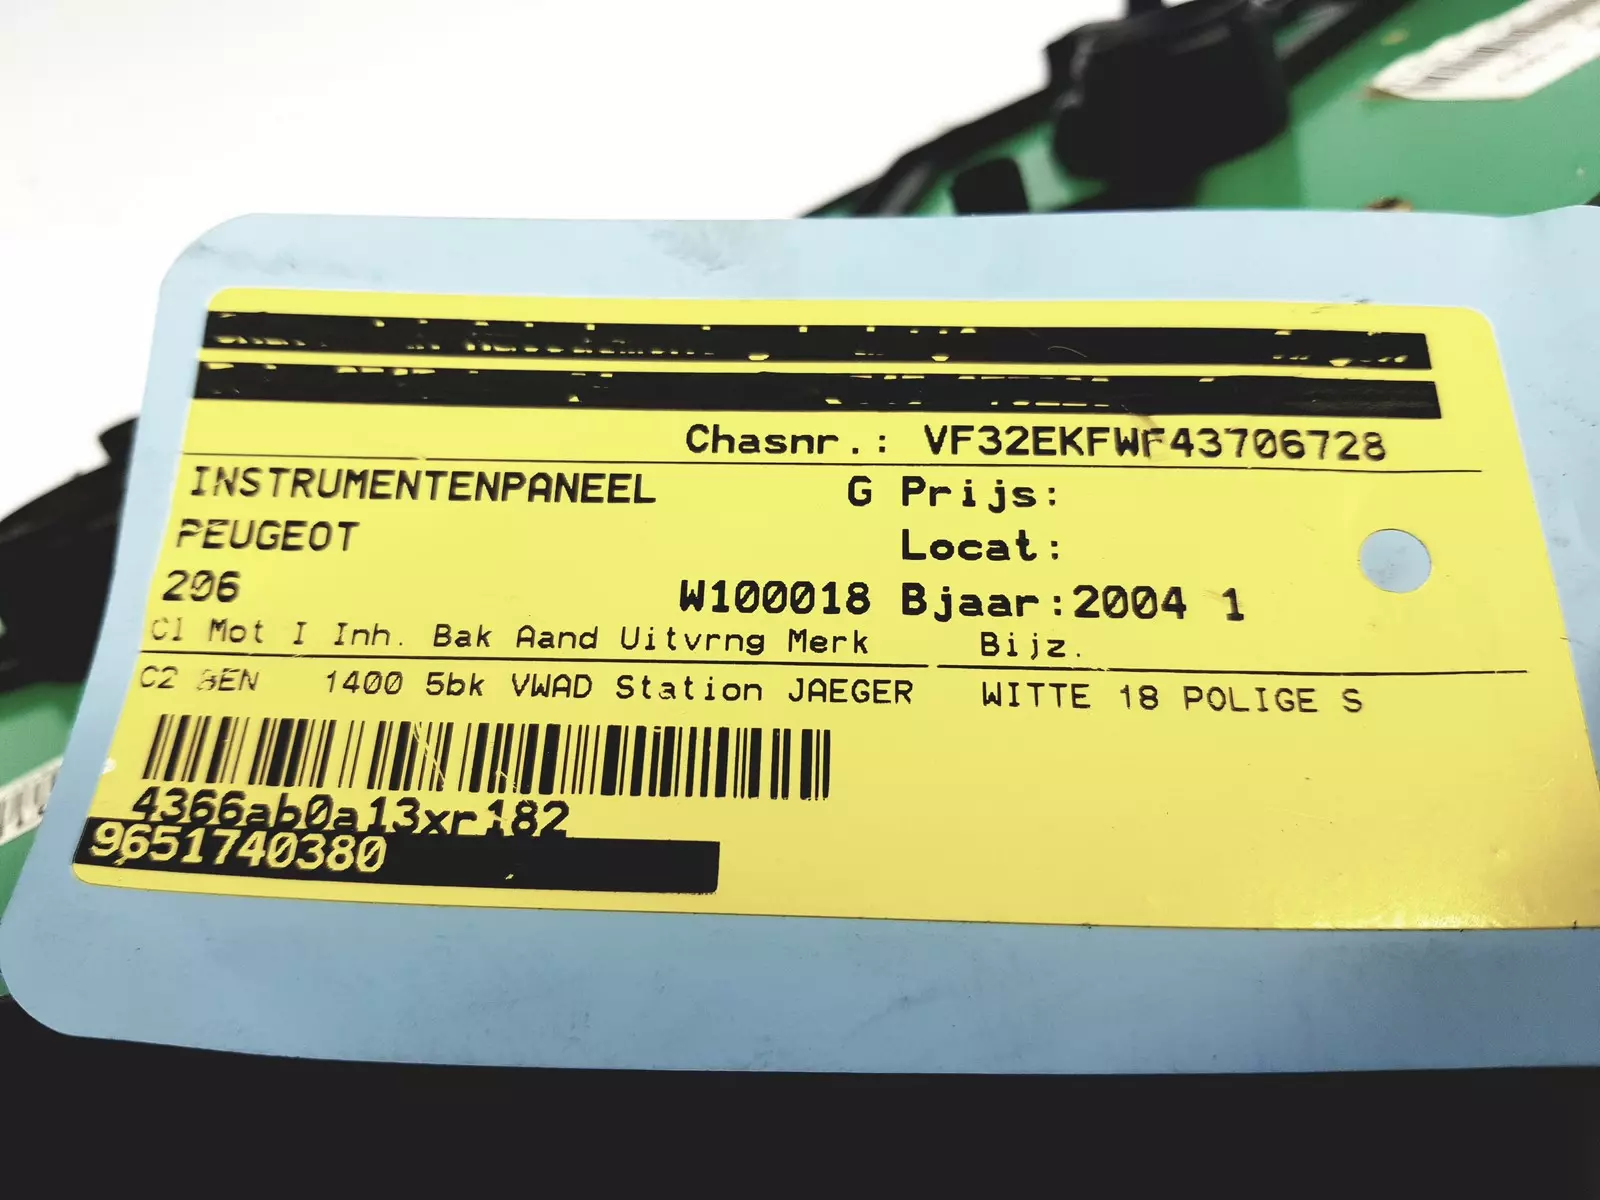 Chasnr.: VF32EKFWF43706728
INSTRUMENTENPANEEL G Prijs:
PEUGEOT Locat:
206 W100018 Bjaar:2004 1
Cl Mot I Inh. Bak Aand Uitvrng Merk Bijz.
C2 BEN 1400 5bk VWAD Station JAEGER WITTE 18 POLIGE S
4366ab0a13xr182
9651740380